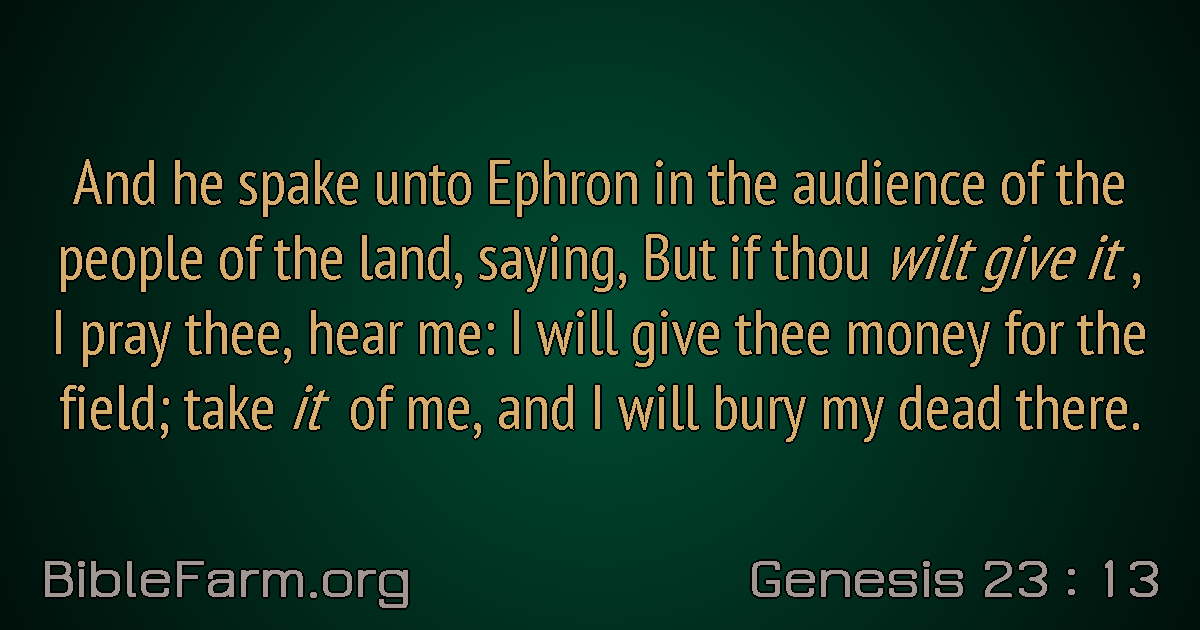 And he spake unto Ephron in the audience of the
people of the land, saying, But if thou wilt give it ,
I pray thee, hear me: I will give thee money for the
field; take it of me, and I will bury my dead there.
BibleFarm.org
Genesis 23 : 13